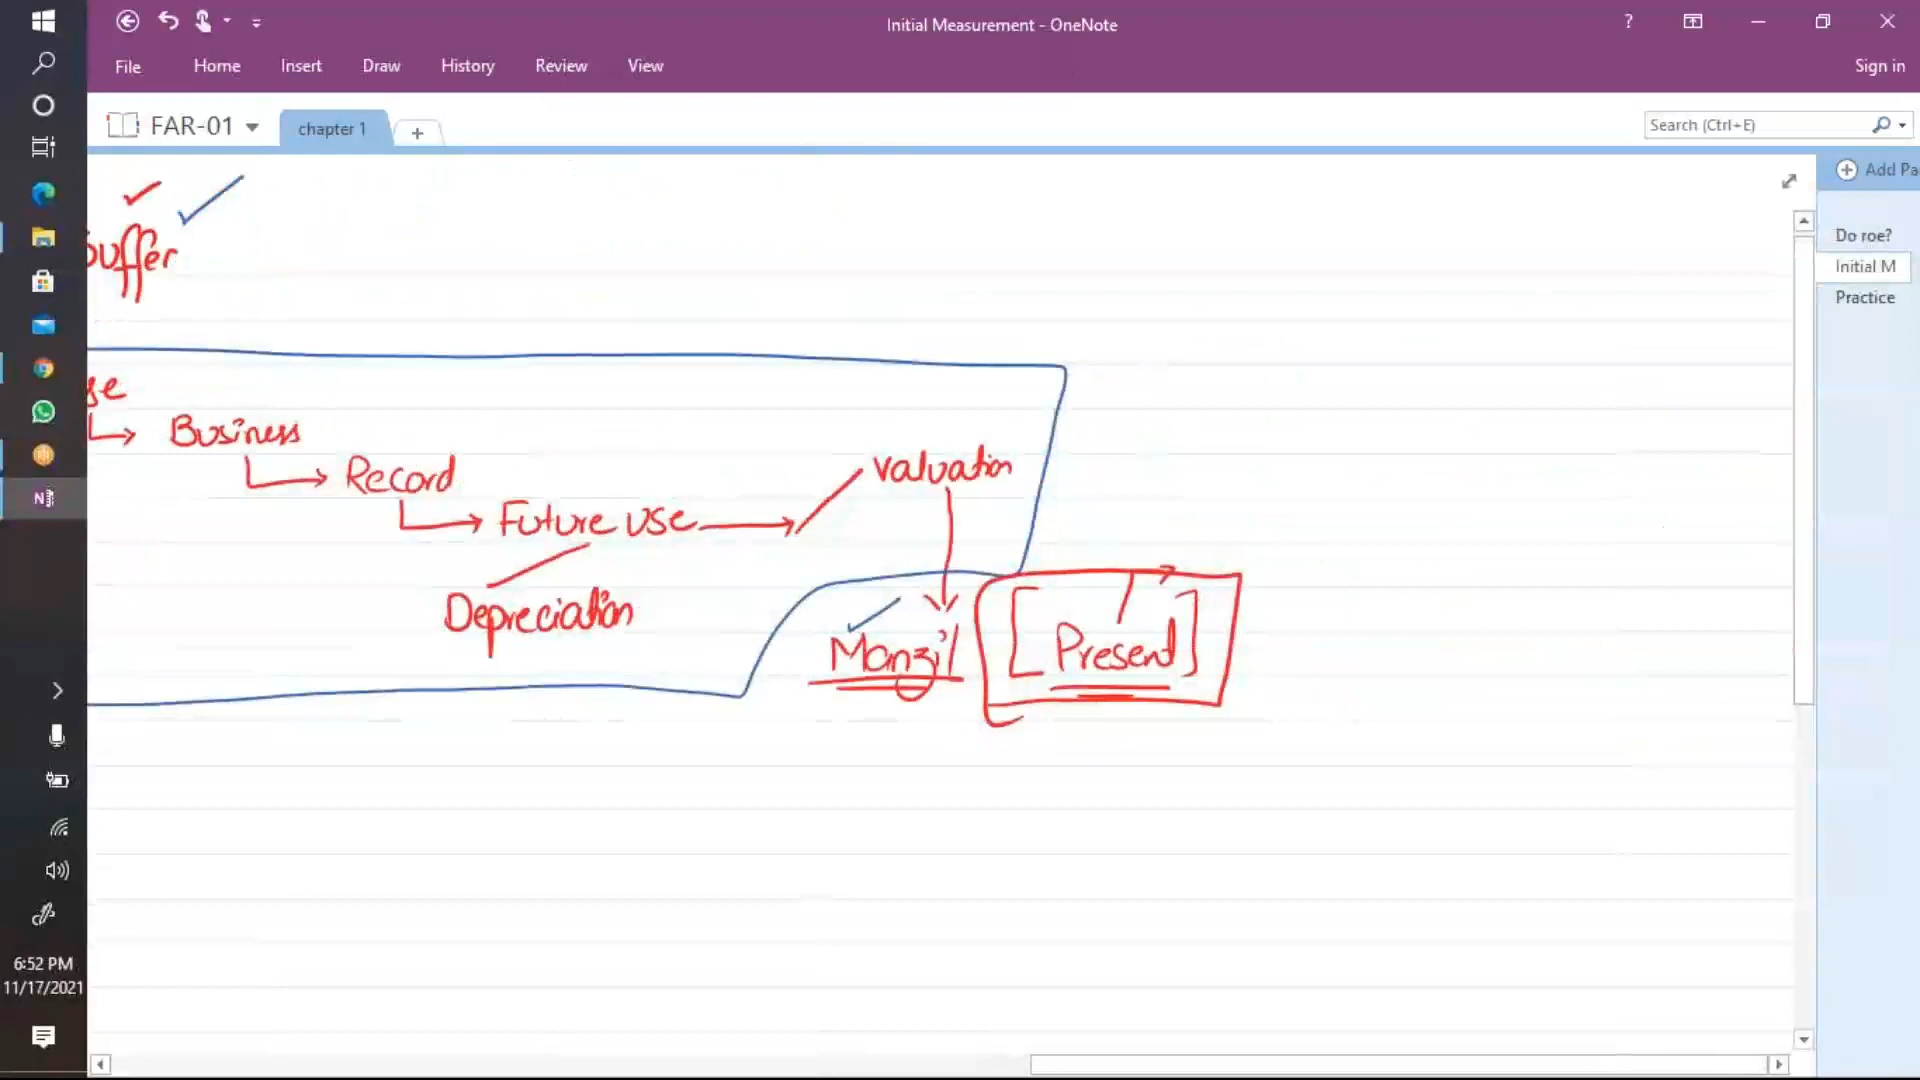 Initial Measurement - OneNote
?
File Home Insert Draw History Review View
Sign in
FAR-01 chapter 1 +
Search (Ctrl+E)
Add Pa
Do roe?
Initial M
Practice
buffer
se
Business
Record
Future use
Valuation
Depreciation
Manzil
[Present]
N
6:52 PM
11/17/2021